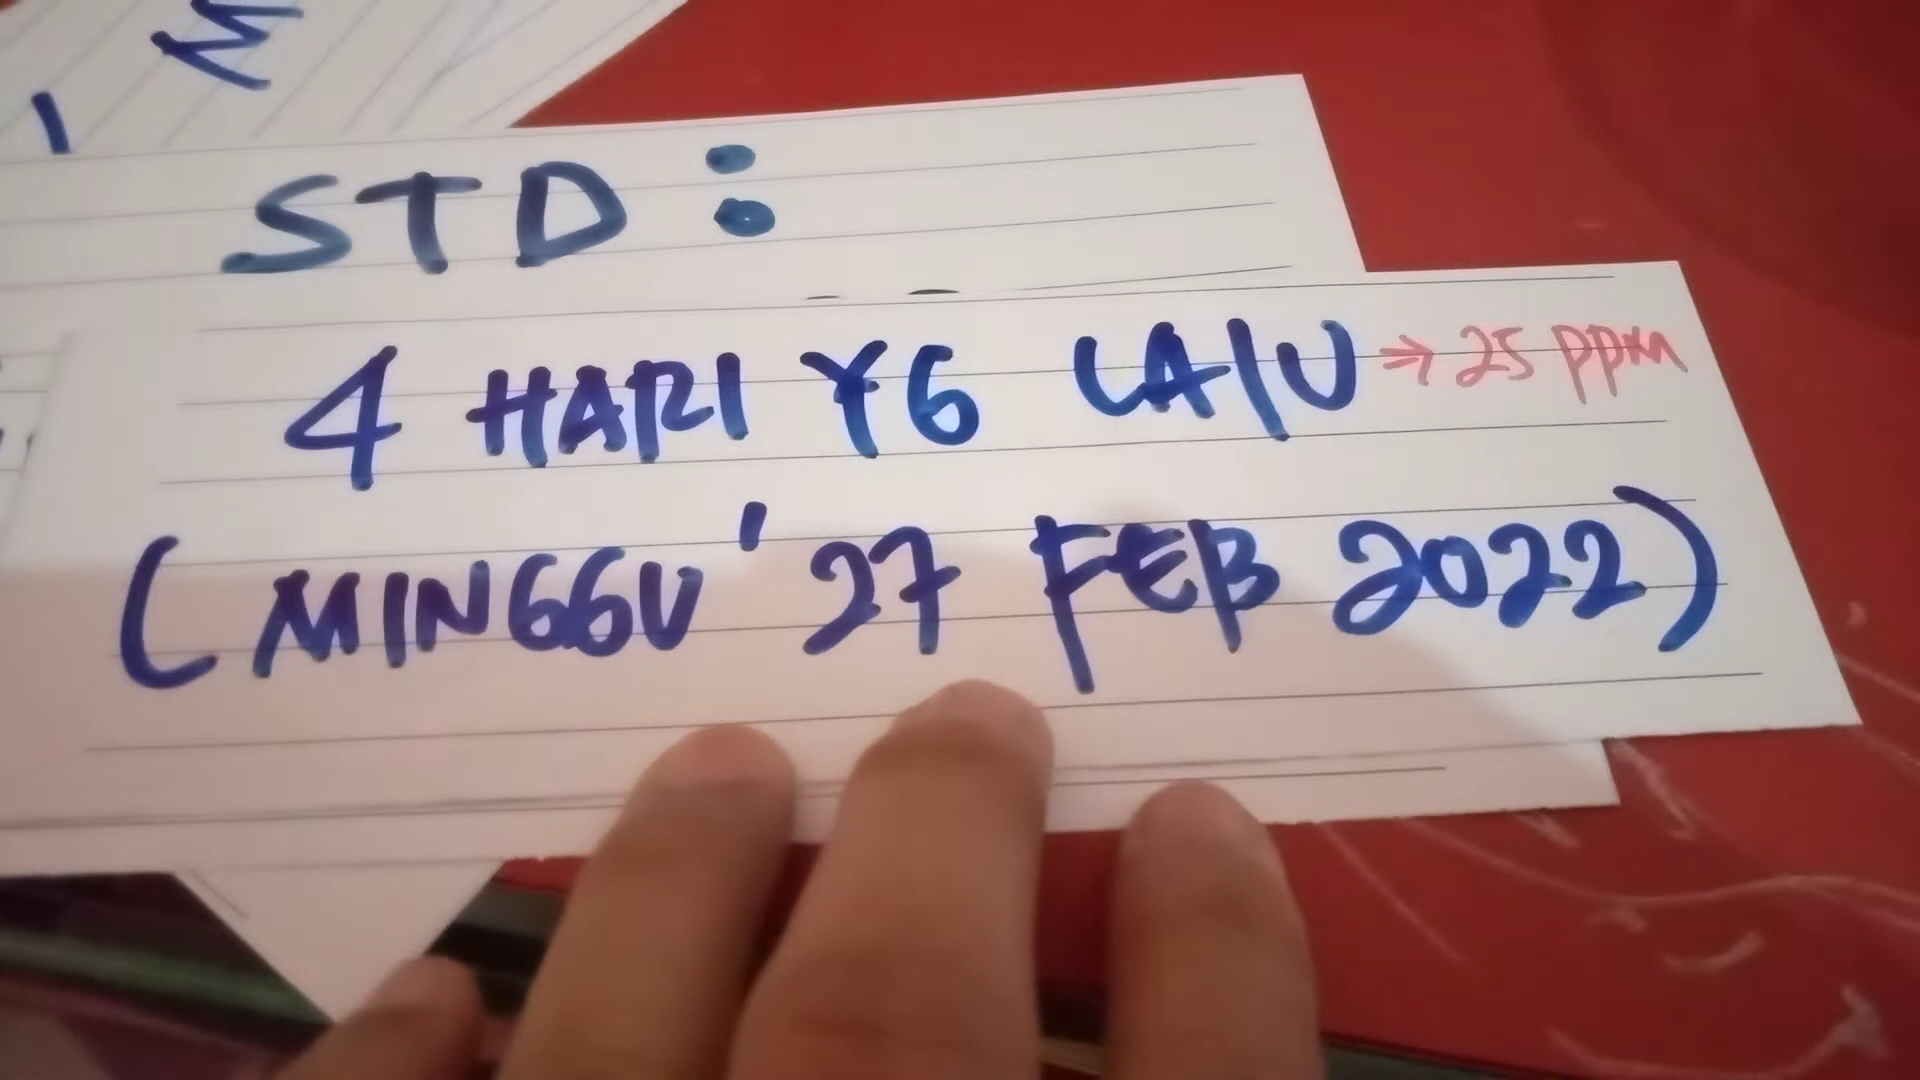 STD :
4 HARI YG LALU → 25 PPM
(MINGGU ' 27 FEB 2022)